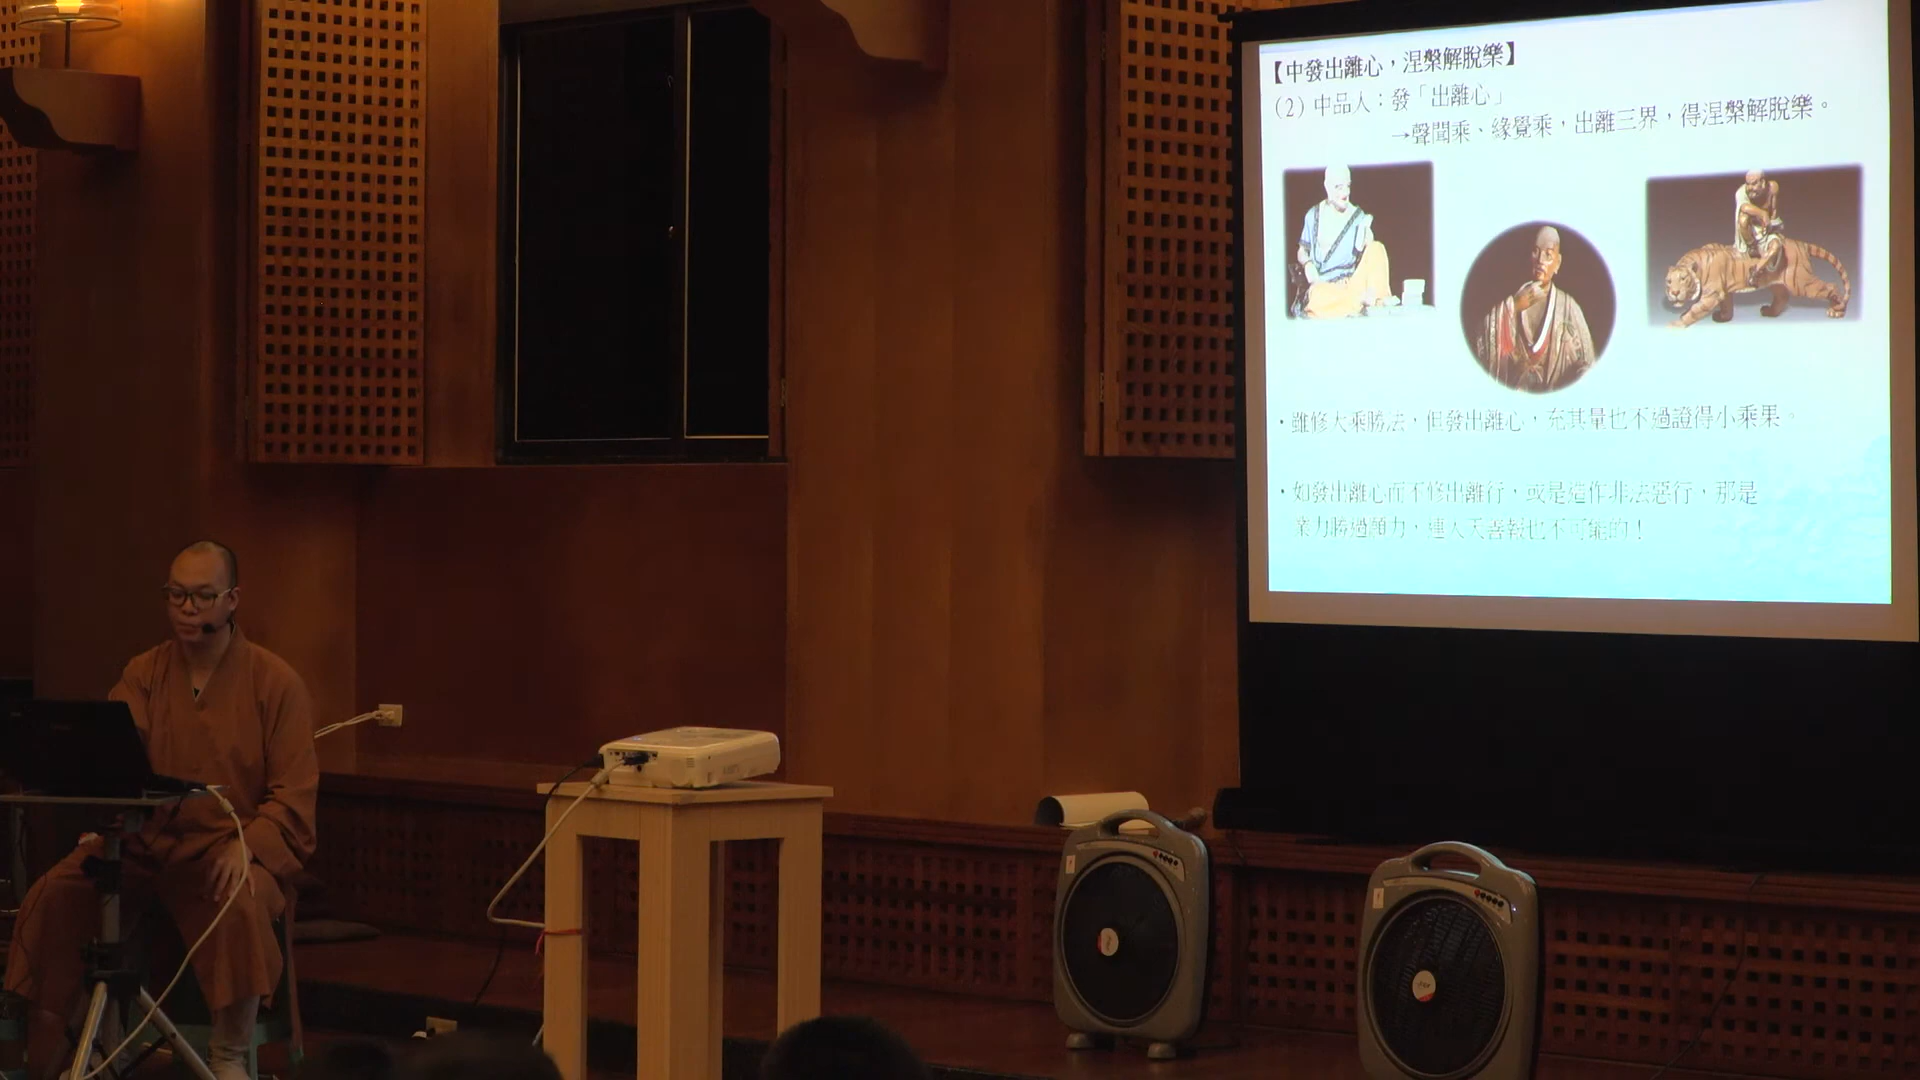 【中發出離心，涅槃解脫樂】
（2）中品人：發「出離心」
→聲聞乘、緣覺乘，出離三界，得涅槃解脫樂。
・雖修大乘勝法，但發出離心，充其量也不過證得小乘果。
・如發出離心而不修出離行，或是造作非法惡行，那是
業力勝過願力，連人天善報也不可能的！